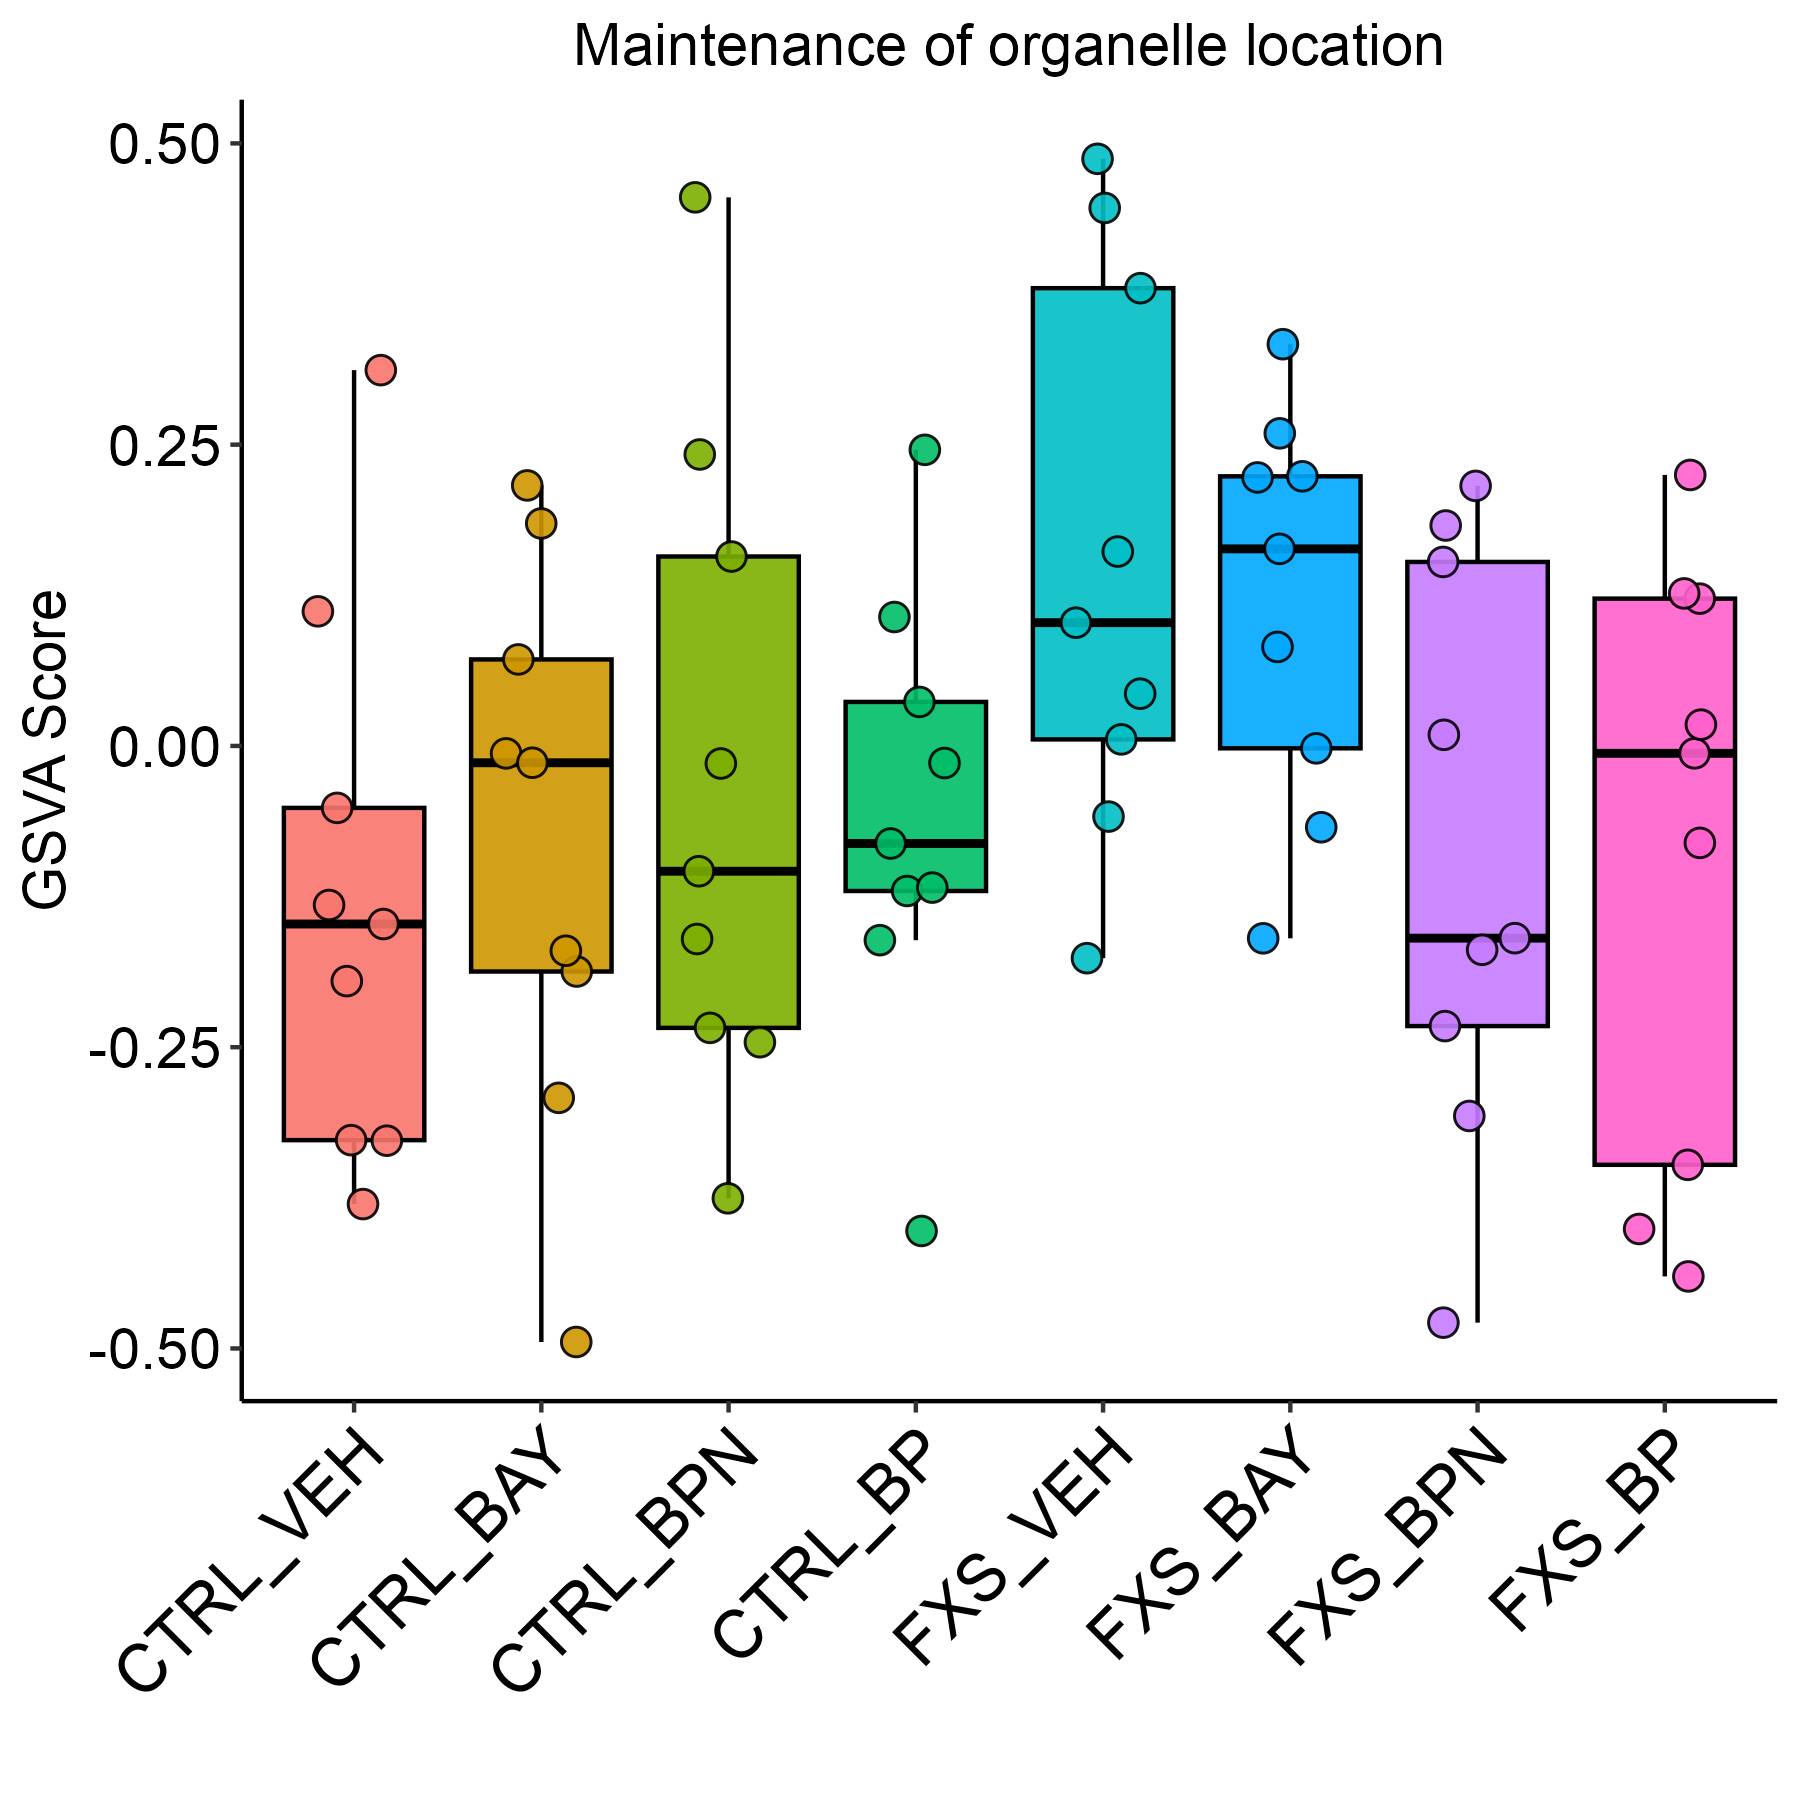 Maintenance of organelle location
GSVA Score
0.50
0.25
0.00
-0.25
-0.50
CTRL_VEH
CTRL_BAY
CTRL_BPN
CTRL_BP
FXS_VEH
FXS_BAY
FXS_BPN
FXS_BP